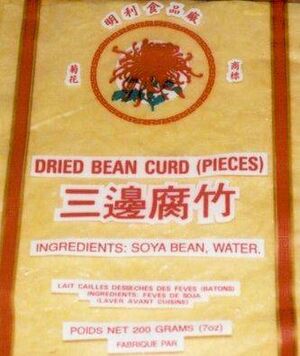 明利食品廠
菊花 商標
DRIED BEAN CURD (PIECES)
三邊腐竹
INGREDIENTS: SOYA BEAN, WATER.
LAIT CAILLES DESSECHES DES FEVES (BATONS)
INGREDIENTS: FEVES DE SOJA
(LAVER AVANT CUISINE)
POIDS NET 200 GRAMS (7oz)
FABRIQUE PAR